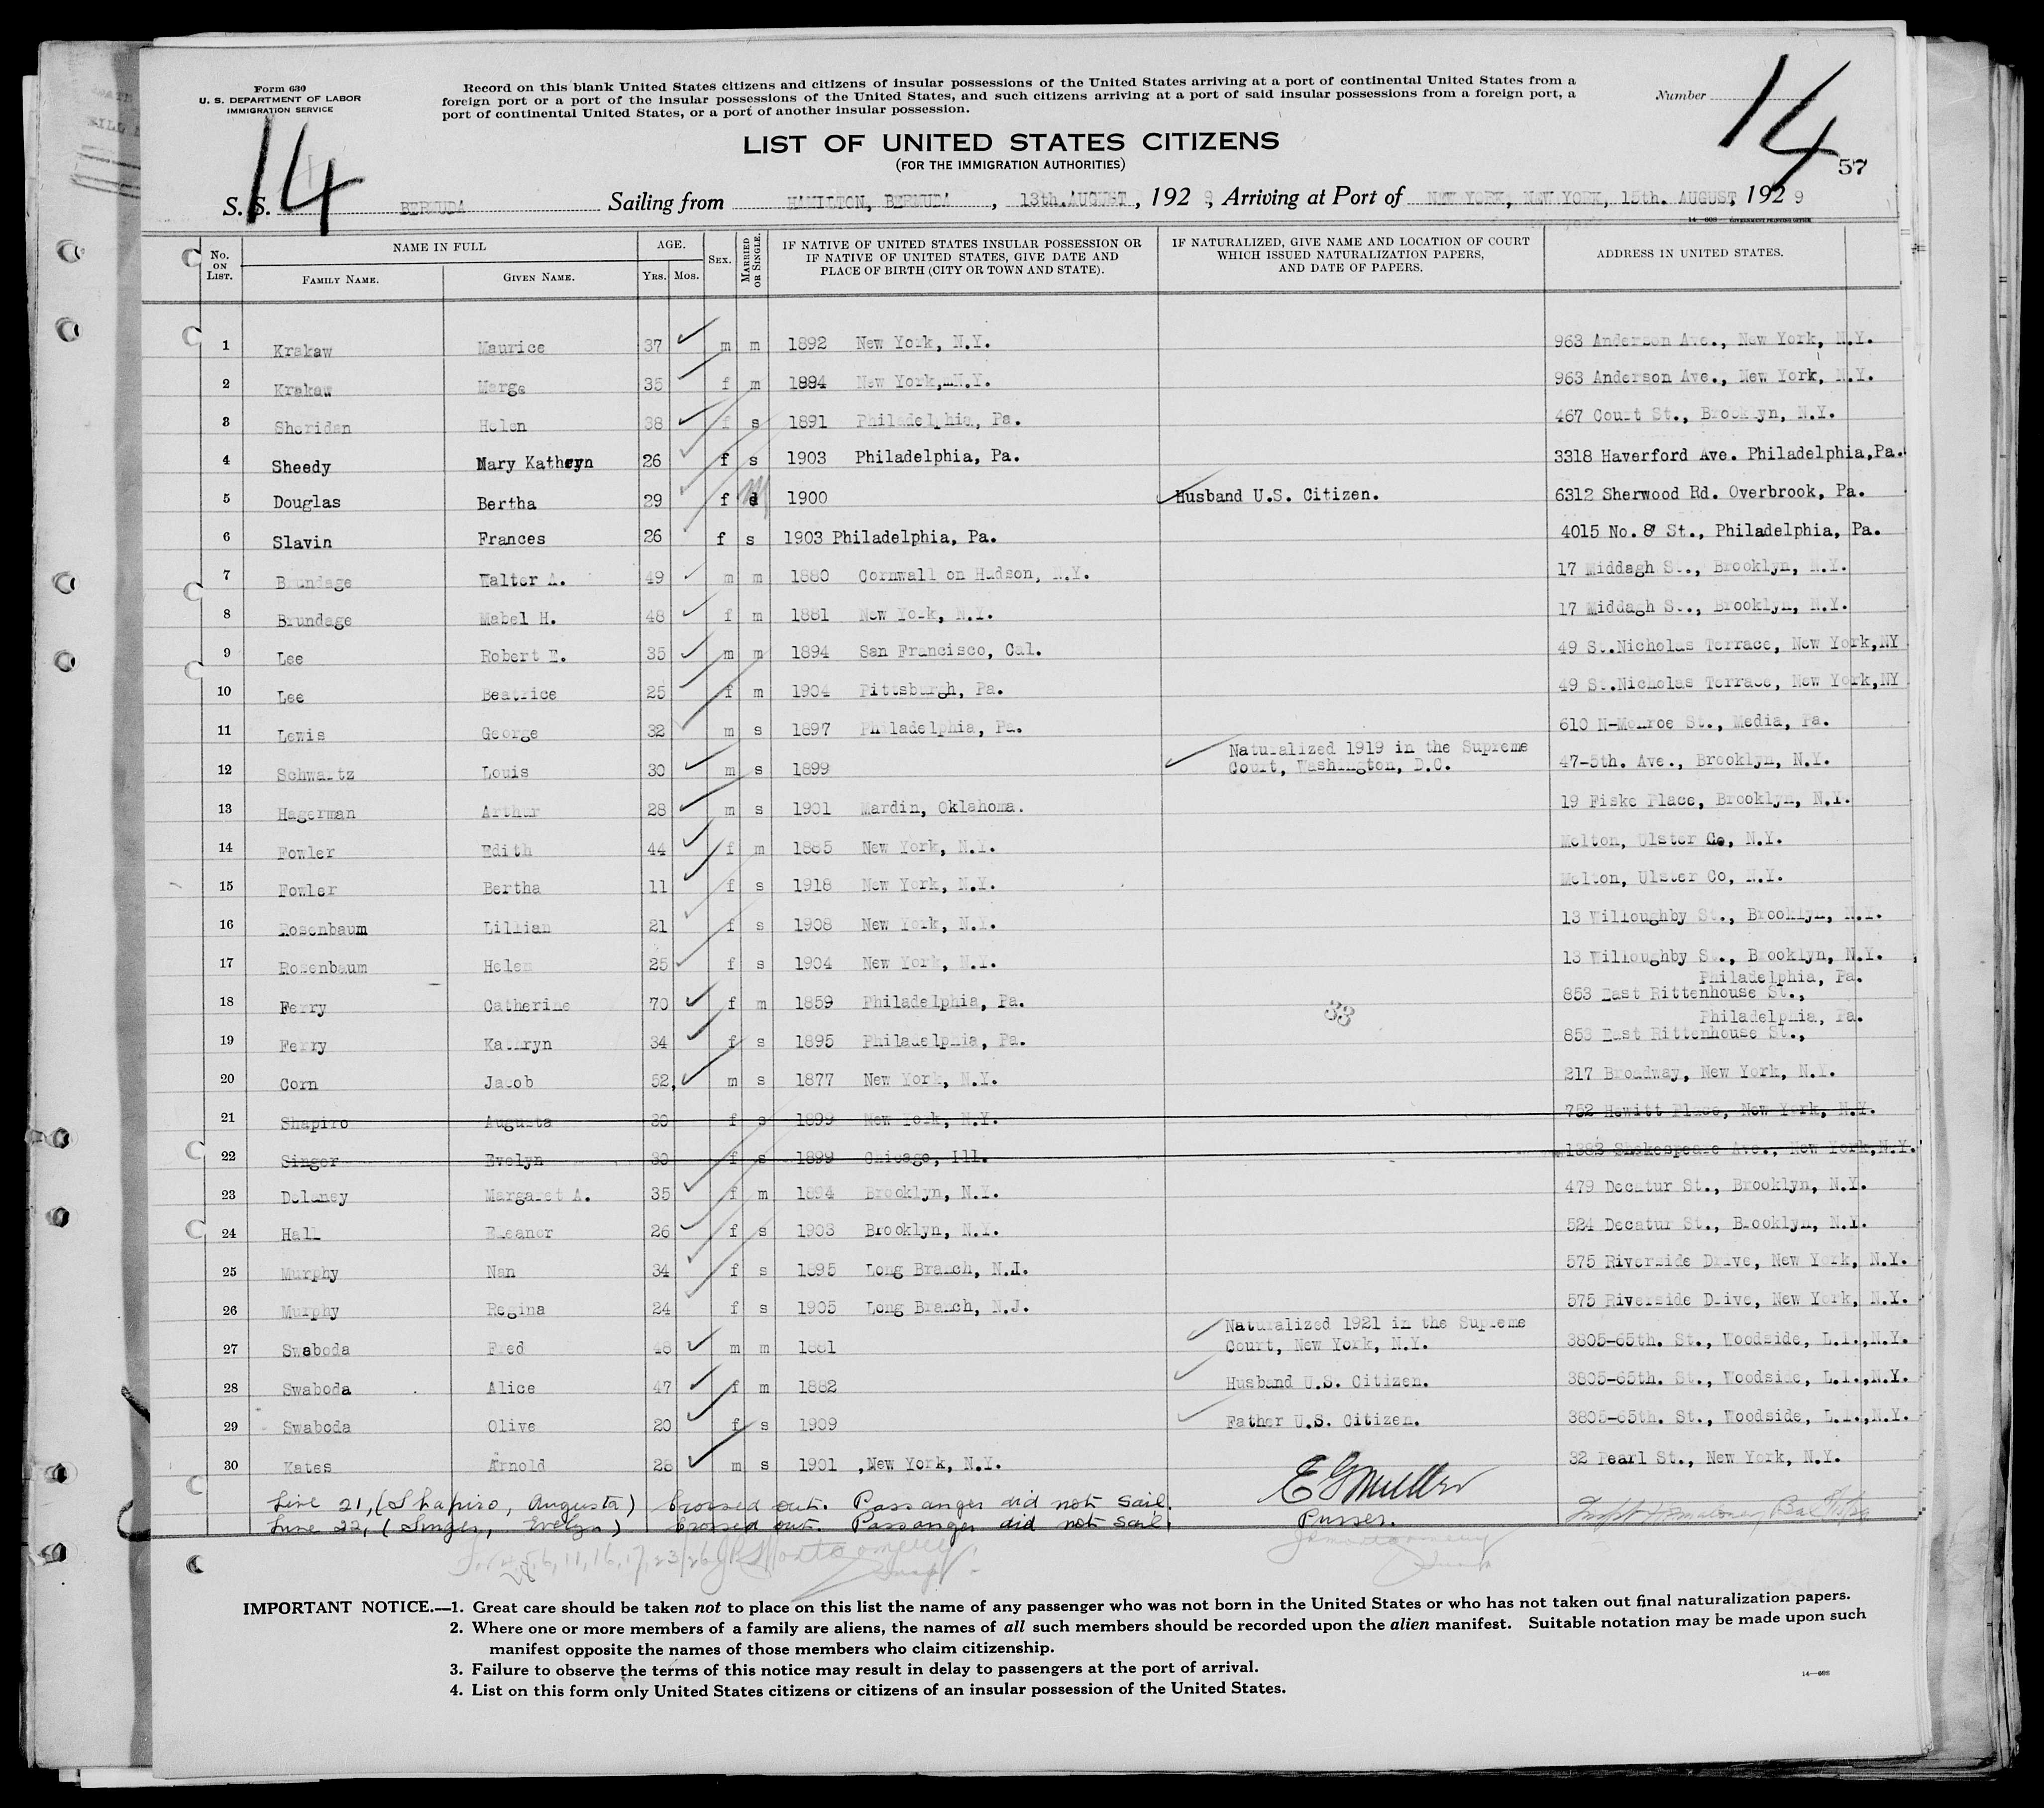 Form 630
U. S. DEPARTMENT OF LABOR
IMMIGRATION SERVICE
Record on this blank United States citizens and citizens of insular possessions of the United States arriving at a port of continental United States from a
foreign port or a port of the insular possessions of the United States, and such citizens arriving at a port of said insular possessions from a foreign port, a
port of continental United States, or a port of another insular possession.
Number
14
14
57
LIST OF UNITED STATES CITIZENS
(FOR THE IMMIGRATION AUTHORITIES)
S. S. BERMUDA Sailing from HAMILTON, BERMUDA , 13th.AUGUST , 192 9, Arriving at Port of NEW YORK, NEW YORK, 15th. AUGUST, 192 9
14—608 GOVERNMENT PRINTING OFFICE
No. ON LIST. NAME IN FULL FAMILY NAME. GIVEN NAME. AGE. YRS. MOS. SEX. MARRIED OR SINGLE. IF NATIVE OF UNITED STATES INSULAR POSSESSION OR IF NATIVE OF UNITED STATES, GIVE DATE AND PLACE OF BIRTH (CITY OR TOWN AND STATE). IF NATURALIZED, GIVE NAME AND LOCATION OF COURT WHICH ISSUED NATURALIZATION PAPERS, AND DATE OF PAPERS. ADDRESS IN UNITED STATES.
1 Krakaw Maurice 37 m m 1892 New York, N.Y. 963 Anderson Ave., New York, N.Y.
2 Krakaw Marge 35 f m 1894 New York, N.Y. 963 Anderson Ave., New York, N.Y.
3 Sheridan Helen 38 f s 1891 Philadelphia, Pa. 467 Court St., Brooklyn, N.Y.
4 Sheedy Mary Kathryn 26 f s 1903 Philadelphia, Pa. 3318 Haverford Ave. Philadelphia,Pa.
5 Douglas Bertha 29 f M 1900 Husband U.S. Citizen. 6312 Sherwood Rd. Overbrook, Pa.
6 Slavin Frances 26 f s 1903 Philadelphia, Pa. 4015 No. 8 St., Philadelphia, Pa.
7 Brundage Walter A. 49 m m 1880 Cornwall on Hudson, N.Y. 17 Middagh St., Brooklyn, N.Y.
8 Brundage Mabel H. 48 f m 1881 New York, N.Y. 17 Middagh St., Brooklyn, N.Y.
9 Lee Robert E. 35 m m 1894 San Francisco, Cal. 49 St.Nicholas Terrace, New York,NY
10 Lee Beatrice 25 f m 1904 Pittsburgh, Pa. 49 St.Nicholas Terrace, New York,NY
11 Lewis George 32 m s 1897 Philadelphia, Pa. 610 N-Monroe St., Media, Pa.
12 Schwartz Louis 30 m s 1899 Naturalized 1919 in the Supreme Court, Washington, D.C. 47-5th. Ave., Brooklyn, N.Y.
13 Hagerman Arthur 28 m s 1901 Mardin, Oklahoma. 19 Fiske Place, Brooklyn, N.Y.
14 Fowler Edith 44 f m 1885 New York, N.Y. Melton, Ulster Co, N.Y.
15 Fowler Bertha 11 f s 1918 New York, N.Y. Melton, Ulster Co, N.Y.
16 Rosenbaum Lillian 21 f s 1908 New York, N.Y. 13 Willoughby St., Brooklyn, N.Y.
17 Rosenbaum Helen 25 f s 1904 New York, N.Y. 13 Willoughby St., Brooklyn, N.Y.
18 Ferry Catherine 70 f m 1859 Philadelphia, Pa. 853 East Rittenhouse St., Philadelphia, Pa.
33
19 Ferry Kathryn 34 f s 1895 Philadelphia, Pa. 853 East Rittenhouse St., Philadelphia, Pa.
20 Corn Jacob 52, m s 1877 New York, N.Y. 217 Broadway, New York, N.Y.
21 Shapiro Augusta 30 f s 1899 New York, N.Y. 752 Hewitt Place, New York, N.Y.
22 Singer Evelyn 30 f s 1899 Chicago, Ill. 1382 Shakespeare Ave., New York,N.Y.
23 Delaney Margaret A. 35 f m 1894 Brooklyn, N.Y. 479 Decatur St., Brooklyn, N.Y.
24 Hall Eleanor 26 f s 1903 Brooklyn, N.Y. 524 Decatur St., Brooklyn, N.Y.
25 Murphy Nan 34 f s 1895 Long Branch, N.J. 575 Riverside Drive, New York, N.Y.
26 Murphy Regina 24 f s 1905 Long Branch, N.J. 575 Riverside Drive, New York, N.Y.
27 Swaboda Fred 48 m m 1881 Naturalized 1921 in the Supreme Court, New York, N.Y. 3805-65th. St., Woodside, L.I.,N.Y.
28 Swaboda Alice 47 f m 1882 Husband U.S. Citizen. 3805-65th. St., Woodside, L.I.,N.Y.
29 Swaboda Olive 20 f s 1909 Father U.S. Citizen. 3805-65th. St., Woodside, L.I.,N.Y.
30 Kates Arnold 28 m s 1901 ,New York, N.Y. 32 Pearl St., New York, N.Y.
Line 21, (Shapiro, Augusta) Crossed out. Passanger did not sail.
Line 22, (Singer, Evelyn) Crossed out. Passanger did not sail.
E G Mueller
Purser.
JB Montgomery
IMPORTANT NOTICE.—1. Great care should be taken not to place on this list the name of any passenger who was not born in the United States or who has not taken out final naturalization papers.
2. Where one or more members of a family are aliens, the names of all such members should be recorded upon the alien manifest. Suitable notation may be made upon such
manifest opposite the names of those members who claim citizenship.
3. Failure to observe the terms of this notice may result in delay to passengers at the port of arrival.
4. List on this form only United States citizens or citizens of an insular possession of the United States.
14—608